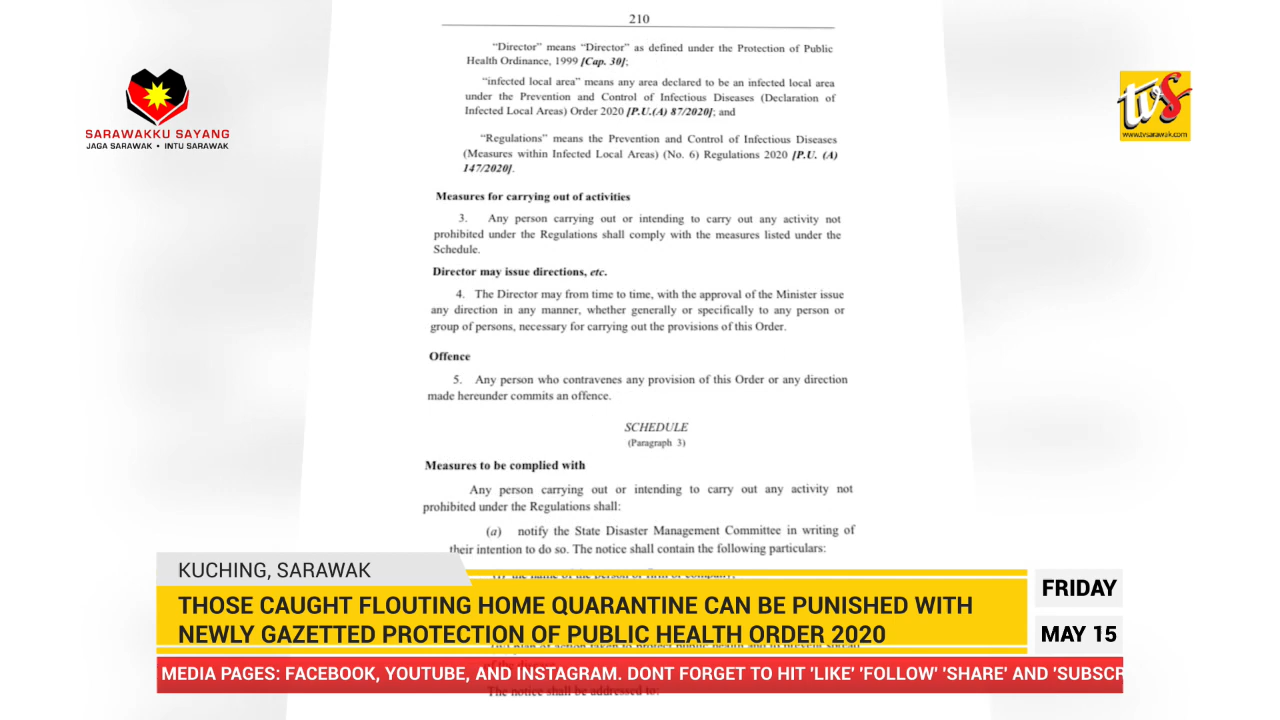 210
“Director” means “Director” as defined under the Protection of Public
Health Ordinance, 1999 [Cap. 30];
“infected local area” means any area declared to be an infected local area
under the Prevention and Control of Infectious Diseases (Declaration of
Infected Local Areas) Order 2020 [P.U.(A) 87/2020]; and
“Regulations” means the Prevention and Control of Infectious Diseases
(Measures within Infected Local Areas) (No. 6) Regulations 2020 [P.U. (A)
147/2020].
Measures for carrying out of activities
3. Any person carrying out or intending to carry out any activity not
prohibited under the Regulations shall comply with the measures listed under the
Schedule.
Director may issue directions, etc.
4. The Director may from time to time, with the approval of the Minister issue
any direction in any manner, whether generally or specifically to any person or
group of persons, necessary for carrying out the provisions of this Order.
Offence
5. Any person who contravenes any provision of this Order or any direction
made hereunder commits an offence.
SCHEDULE
(Paragraph 3)
Measures to be complied with
Any person carrying out or intending to carry out any activity not
prohibited under the Regulations shall:
(a) notify the State Disaster Management Committee in writing of
their intention to do so. The notice shall contain the following particulars:
The notice shall be addressed to:
SARAWAKKU SAYANG
JAGA SARAWAK • INTU SARAWAK
tvS
www.tvsarawak.com
KUCHING, SARAWAK
THOSE CAUGHT FLOUTING HOME QUARANTINE CAN BE PUNISHED WITH
NEWLY GAZETTED PROTECTION OF PUBLIC HEALTH ORDER 2020
FRIDAY
MAY 15
MEDIA PAGES: FACEBOOK, YOUTUBE, AND INSTAGRAM. DONT FORGET TO HIT 'LIKE' 'FOLLOW' 'SHARE' AND 'SUBSCR